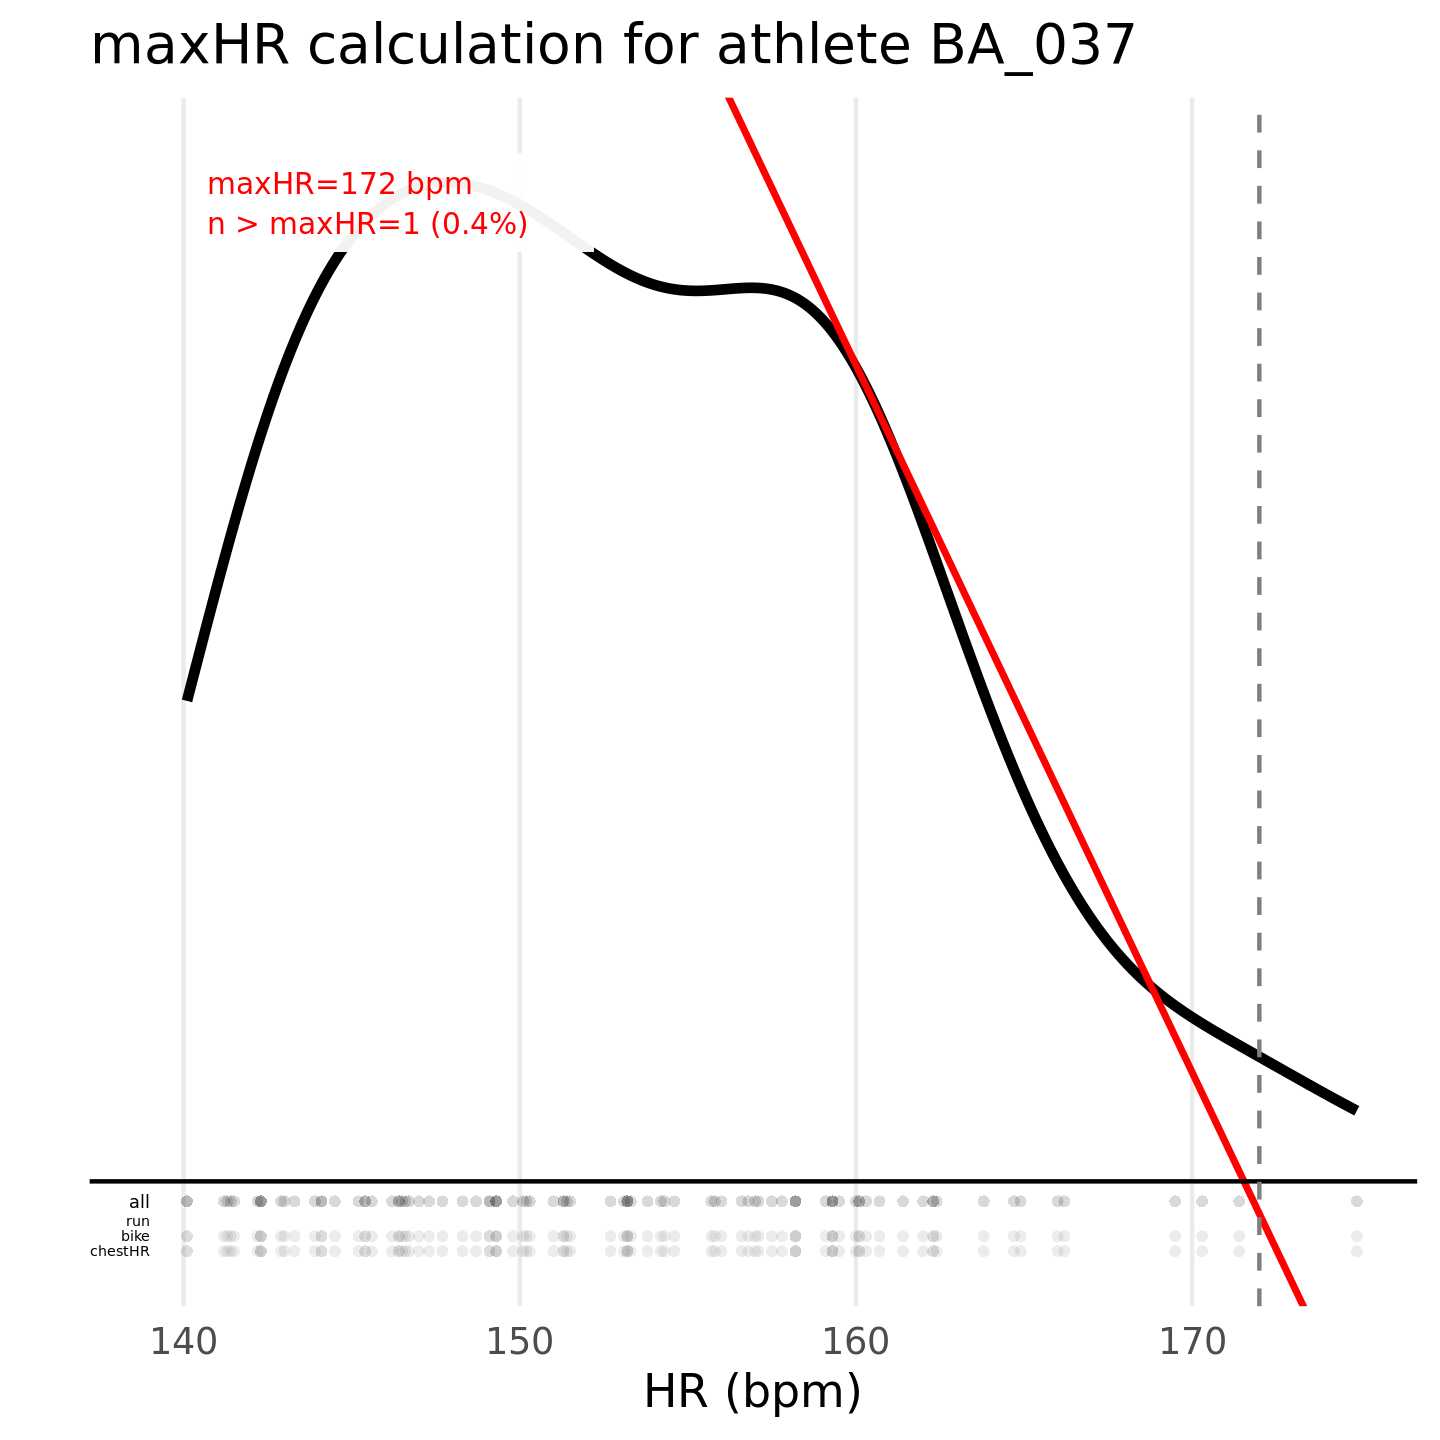 maxHR calculation for athlete BA_037
maxHR=172 bpm
n > maxHR=1 (0.4%)
all
run
bike
chestHR
140 150 160 170
HR (bpm)